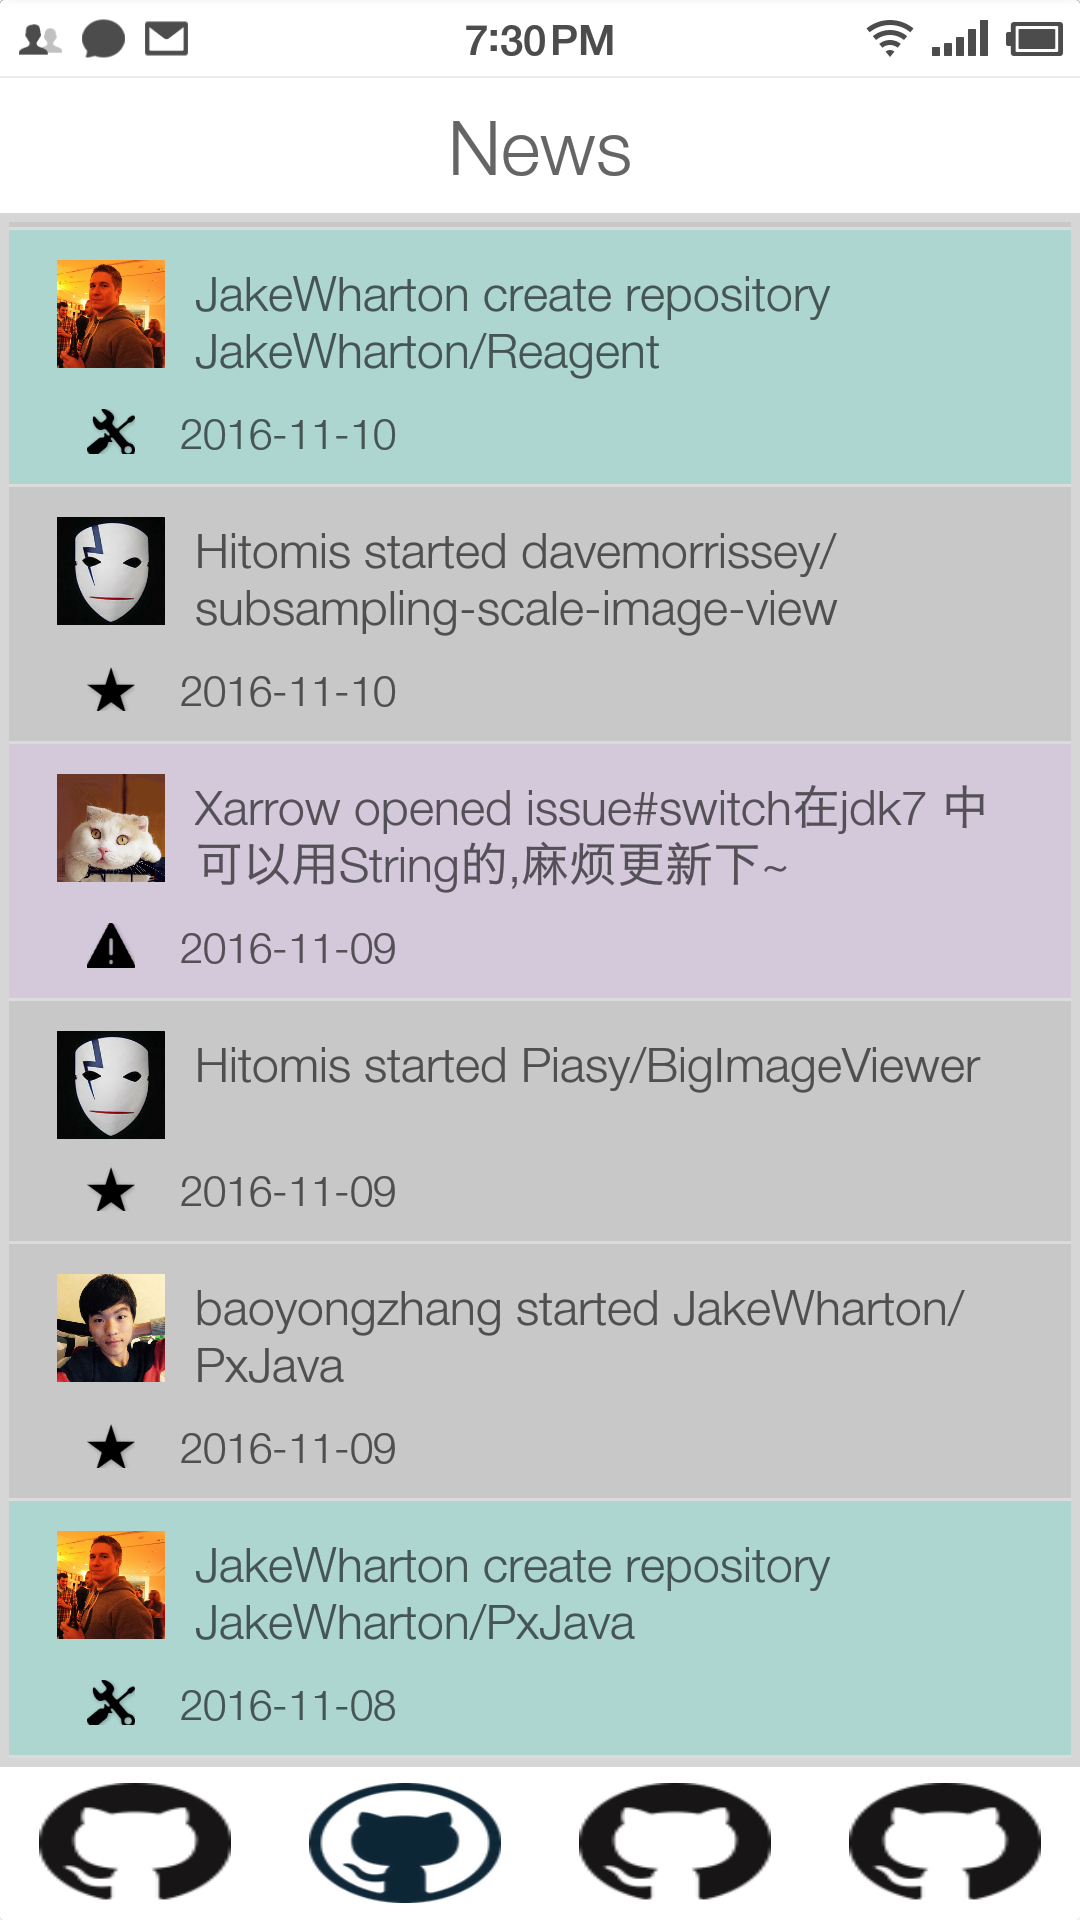 7:30 PM
News
JakeWharton create repository
JakeWharton/Reagent
2016-11-10
Hitomis started davemorrissey/
subsampling-scale-image-view
2016-11-10
Xarrow opened issue#switch在jdk7 中
可以用String的,麻烦更新下~
2016-11-09
Hitomis started Piasy/BigImageViewer
2016-11-09
baoyongzhang started JakeWharton/
PxJava
2016-11-09
JakeWharton create repository
JakeWharton/PxJava
2016-11-08